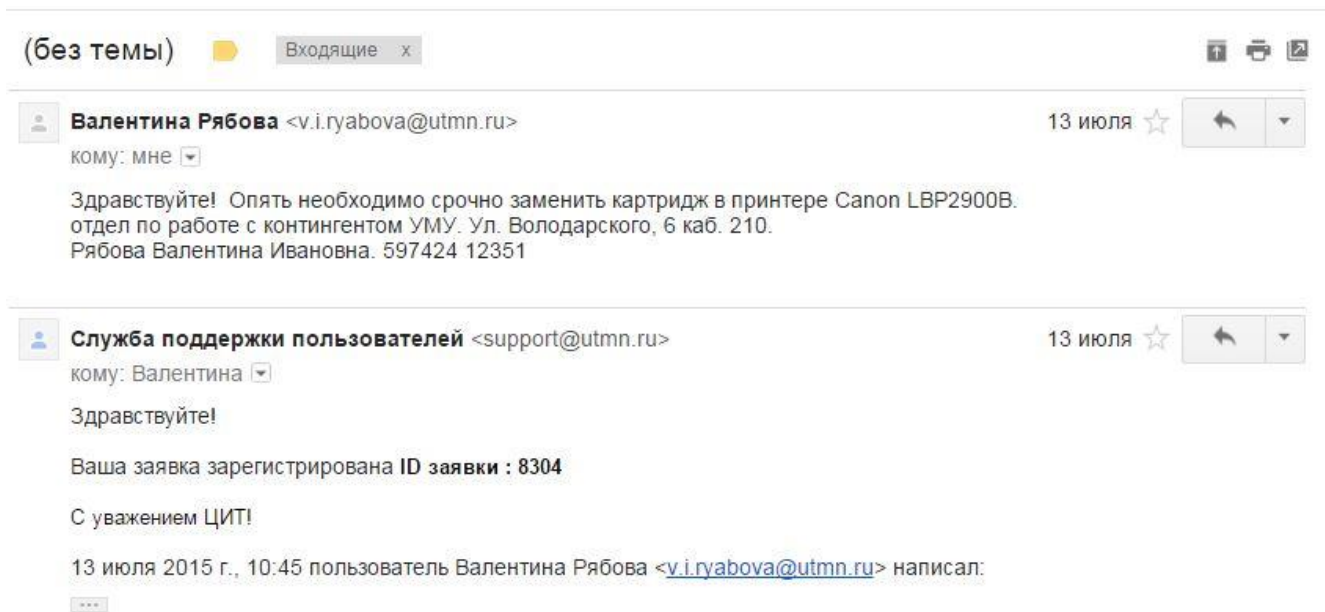 (без темы) Входящие x
Валентина Рябова <v.i.ryabova@utmn.ru> 13 июля
кому: мне
Здравствуйте! Опять необходимо срочно заменить картридж в принтере Canon LBP2900B.
отдел по работе с контингентом УМУ. Ул. Володарского, 6 каб. 210.
Рябова Валентина Ивановна. 597424 12351
Служба поддержки пользователей <support@utmn.ru> 13 июля
кому: Валентина
Здравствуйте!
Ваша заявка зарегистрирована ID заявки : 8304
С уважением ЦИТ!
13 июля 2015 г., 10:45 пользователь Валентина Рябова <v.i.ryabova@utmn.ru> написал: